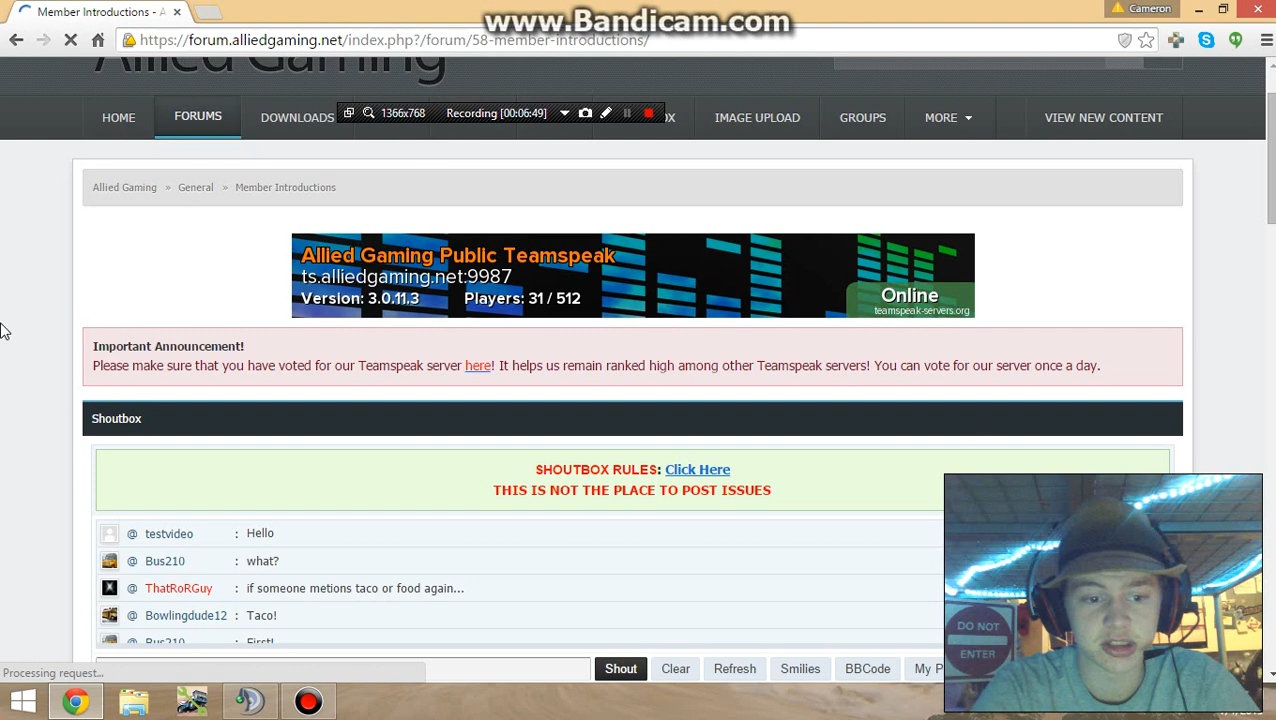 www.Bandicam.com
Member Introductions - A
Cameron
https://forum.alliedgaming.net/index.php?/forum/58-member-introductions/
Allied Gaming
HOME
FORUMS
DOWNLOADS
1366x768
Recording [00:06:49]
IMAGE UPLOAD
GROUPS
MORE
VIEW NEW CONTENT
Allied Gaming » General » Member Introductions
Allied Gaming Public Teamspeak
ts.alliedgaming.net:9987
Version: 3.0.11.3 Players: 31 / 512
Online
teamspeak-servers.org
Important Announcement!
Please make sure that you have voted for our Teamspeak server here! It helps us remain ranked high among other Teamspeak servers! You can vote for our server once a day.
Shoutbox
SHOUTBOX RULES: Click Here
THIS IS NOT THE PLACE TO POST ISSUES
@ testvideo : Hello
@ Bus210 : what?
@ ThatRoRGuy : if someone metions taco or food again...
@ Bowlingdude12 : Taco!
@ Bus210 : First!
Shout
Clear
Refresh
Smilies
BBCode
My P
Processing request...
DO NOT
ENTER